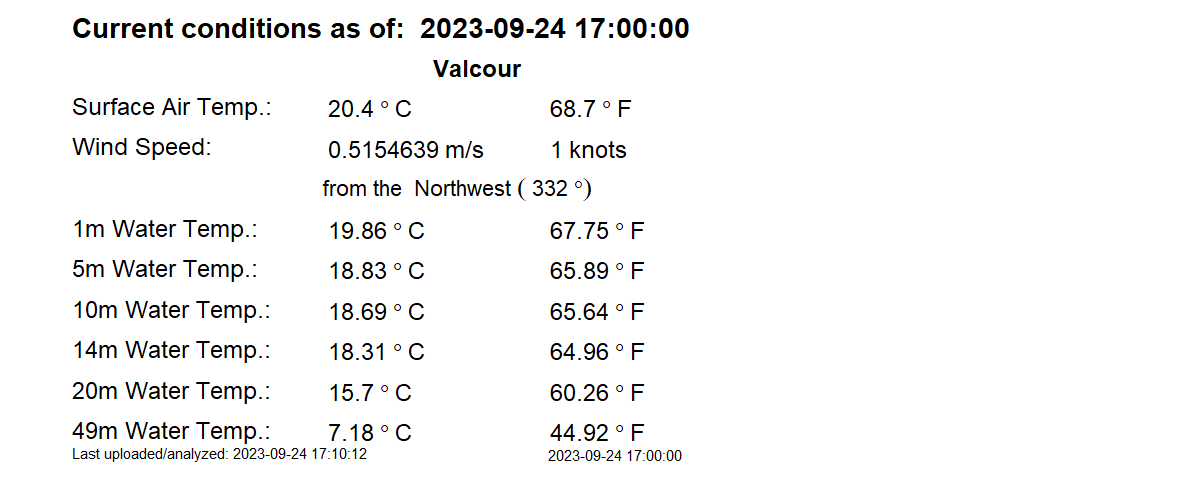 Current conditions as of: 2023-09-24 17:00:00
Valcour
Surface Air Temp.: 20.4 ° C 68.7 ° F
Wind Speed: 0.5154639 m/s 1 knots
from the Northwest ( 332 °)
1m Water Temp.: 19.86 ° C 67.75 ° F
5m Water Temp.: 18.83 ° C 65.89 ° F
10m Water Temp.: 18.69 ° C 65.64 ° F
14m Water Temp.: 18.31 ° C 64.96 ° F
20m Water Temp.: 15.7 ° C 60.26 ° F
49m Water Temp.: 7.18 ° C 44.92 ° F
Last uploaded/analyzed: 2023-09-24 17:10:12 2023-09-24 17:00:00